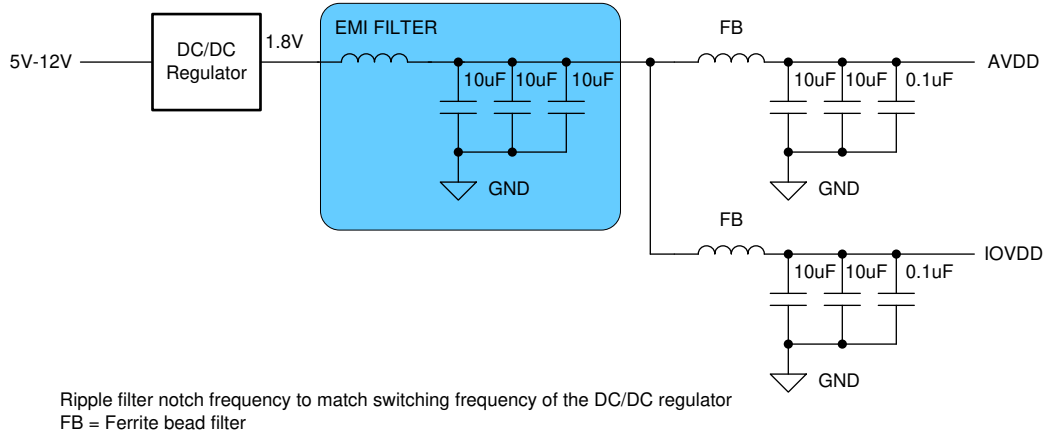 EMI FILTER
FB
5V-12V
DC/DC
Regulator
1.8V
10uF 10uF 10uF
10uF 10uF 0.1uF
AVDD
GND
GND
FB
10uF 10uF 0.1uF
IOVDD
GND
Ripple filter notch frequency to match switching frequency of the DC/DC regulator
FB = Ferrite bead filter